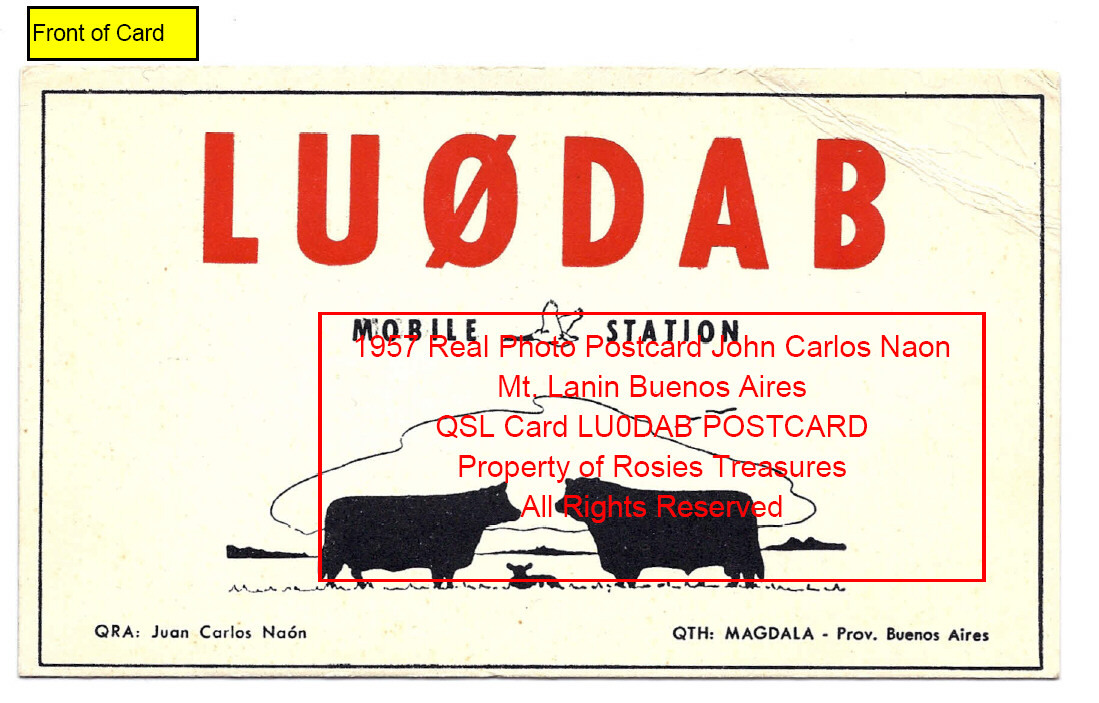 Front of Card
LUØDAB
MOBILE STATION
1957 Real Photo Postcard John Carlos Naon
Mt. Lanin Buenos Aires
QSL Card LU0DAB POSTCARD
Property of Rosies Treasures
All Rights Reserved
QRA: Juan Carlos Naón
QTH: MAGDALA - Prov. Buenos Aires